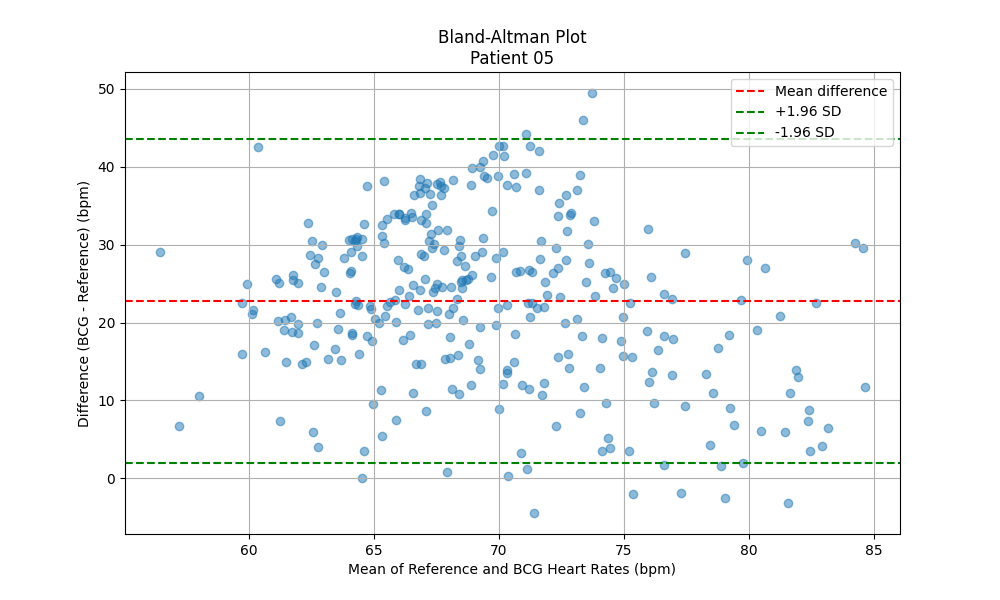 Bland-Altman Plot
Patient 05
Mean difference
+1.96 SD
-1.96 SD
Difference (BCG - Reference) (bpm)
50
40
30
20
10
0
60 65 70 75 80 85
Mean of Reference and BCG Heart Rates (bpm)